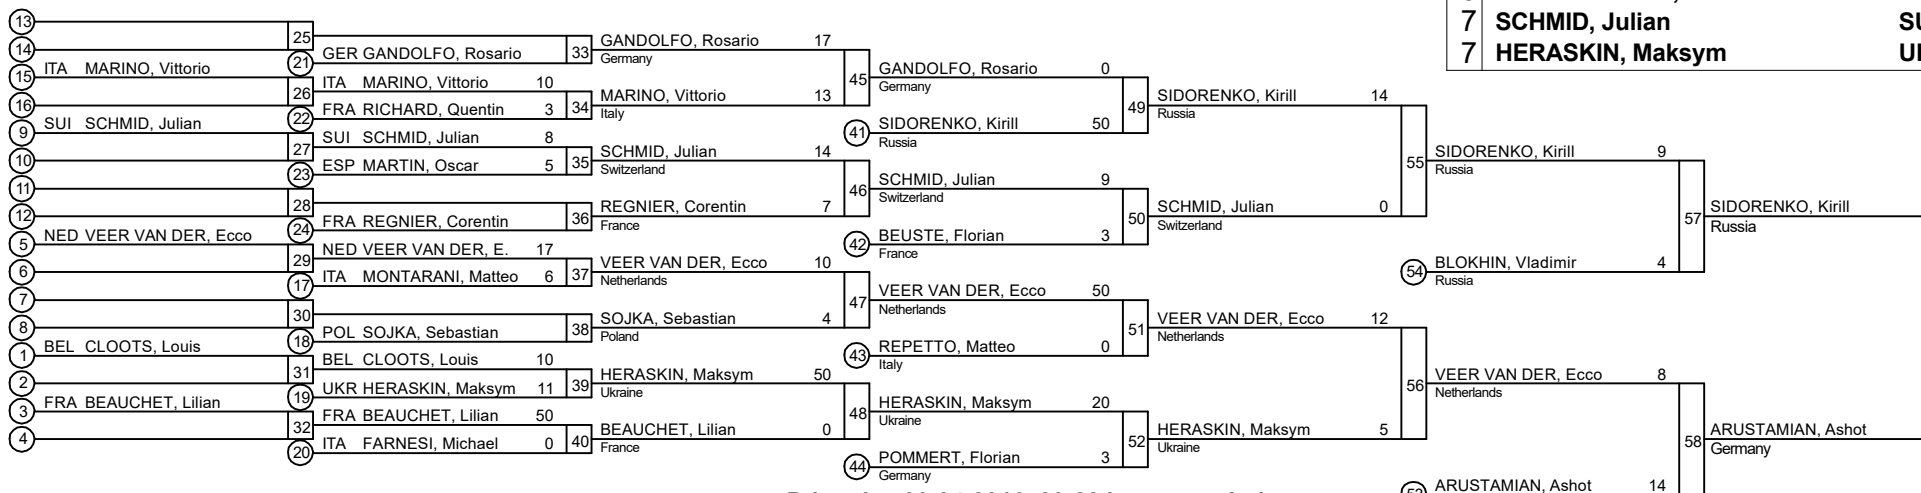 13
14
ITA MARINO, Vittorio
15
16
SUI SCHMID, Julian
9
10
11
12
NED VEER VAN DER, Ecco
5
6
7
8
BEL CLOOTS, Louis
1
2
FRA BEAUCHET, Lilian
3
4
25
GER GANDOLFO, Rosario
21
ITA MARINO, Vittorio 10
26
FRA RICHARD, Quentin 3
22
SUI SCHMID, Julian 8
27
ESP MARTIN, Oscar 5
23
28
FRA REGNIER, Corentin
24
NED VEER VAN DER, E. 17
29
ITA MONTARANI, Matteo 6
17
30
POL SOJKA, Sebastian
18
BEL CLOOTS, Louis 10
31
UKR HERASKIN, Maksym 11
19
FRA BEAUCHET, Lilian 50
32
ITA FARNESI, Michael 0
20
GANDOLFO, Rosario 17
33
Germany
MARINO, Vittorio 13
34
Italy
SCHMID, Julian 14
35
Switzerland
REGNIER, Corentin 7
36
France
VEER VAN DER, Ecco 10
37
Netherlands
SOJKA, Sebastian 4
38
Poland
HERASKIN, Maksym 50
39
Ukraine
BEAUCHET, Lilian 0
40
France
GANDOLFO, Rosario 0
45
Germany
SIDORENKO, Kirill 50
41
Russia
SCHMID, Julian 9
46
Switzerland
BEUSTE, Florian 3
42
France
VEER VAN DER, Ecco 50
47
Netherlands
REPETTO, Matteo 0
43
Italy
HERASKIN, Maksym 20
48
Ukraine
POMMERT, Florian 3
44
Germany
SIDORENKO, Kirill 14
49
Russia
SCHMID, Julian 0
50
Switzerland
VEER VAN DER, Ecco 12
51
Netherlands
HERASKIN, Maksym 5
52
Ukraine
SIDORENKO, Kirill 9
55
Russia
BLOKHIN, Vladimir 4
54
Russia
VEER VAN DER, Ecco 8
56
Netherlands
ARUSTAMIAN, Ashot 14
SIDORENKO, Kirill
57
Russia
ARUSTAMIAN, Ashot
58
Germany
7 SCHMID, Julian SU
7 HERASKIN, Maksym